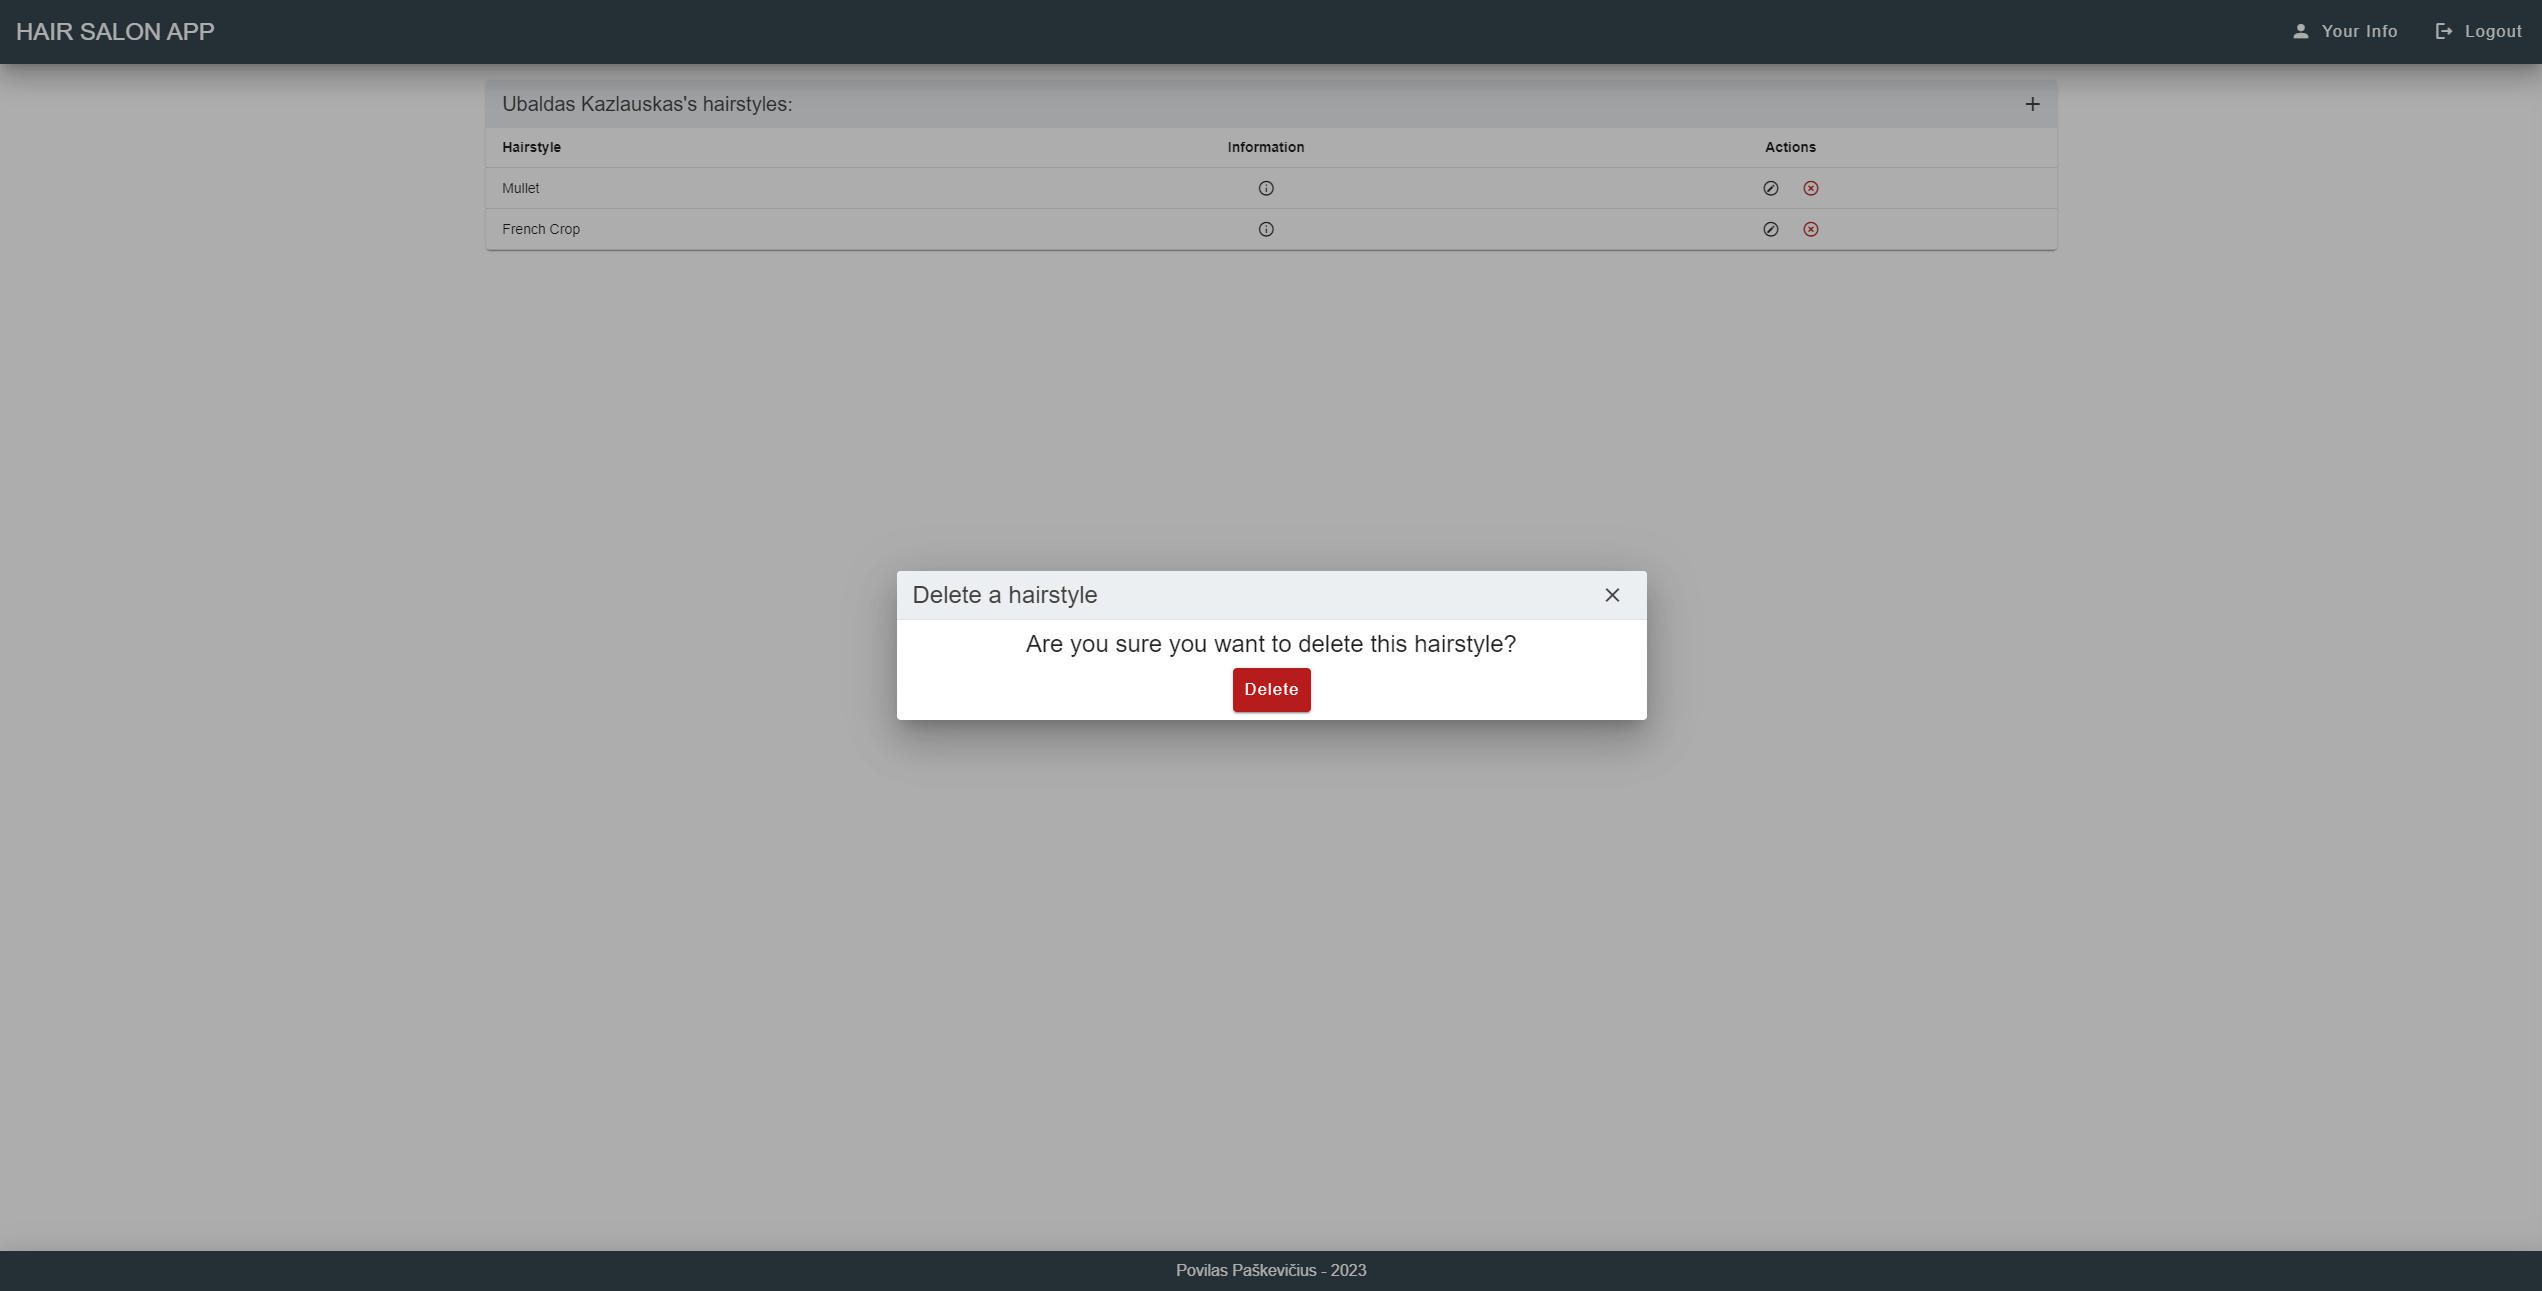 HAIR SALON APP
Your Info
Logout
Ubaldas Kazlauskas's hairstyles:
Hairstyle Information Actions
Mullet
French Crop
Delete a hairstyle
Are you sure you want to delete this hairstyle?
Delete
Povilas Paškevičius - 2023